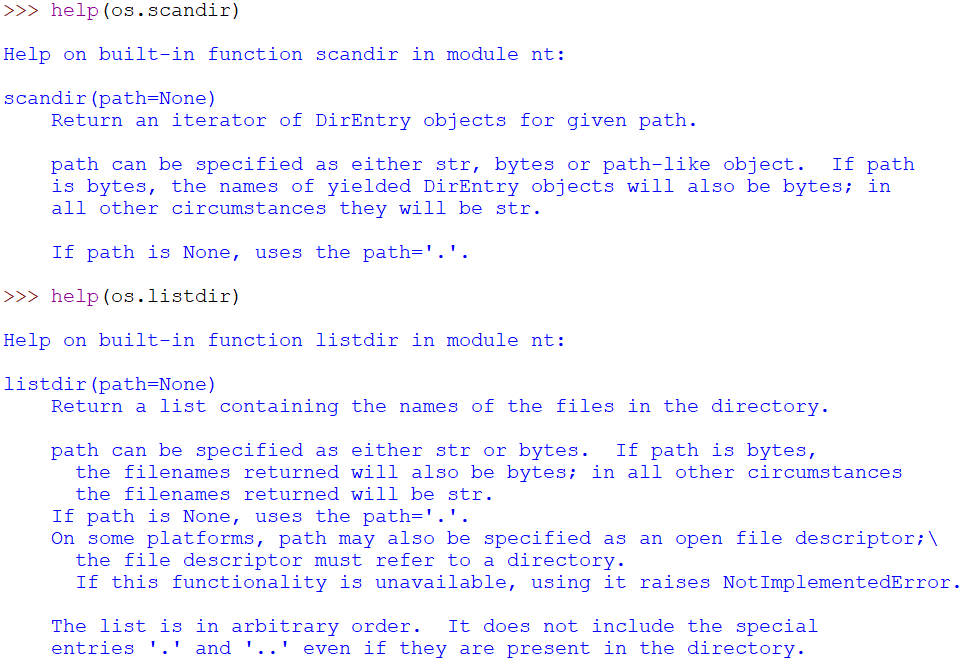 >>> help(os.scandir)
Help on built-in function scandir in module nt:
scandir(path=None)
    Return an iterator of DirEntry objects for given path.
    path can be specified as either str, bytes or path-like object.  If path
    is bytes, the names of yielded DirEntry objects will also be bytes; in
    all other circumstances they will be str.
    If path is None, uses the path='.'.
>>> help(os.listdir)
Help on built-in function listdir in module nt:
listdir(path=None)
    Return a list containing the names of the files in the directory.
    path can be specified as either str or bytes.  If path is bytes,
      the filenames returned will also be bytes; in all other circumstances
      the filenames returned will be str.
    If path is None, uses the path='.'.
    On some platforms, path may also be specified as an open file descriptor;\
      the file descriptor must refer to a directory.
      If this functionality is unavailable, using it raises NotImplementedError.
    The list is in arbitrary order.  It does not include the special
    entries '.' and '..' even if they are present in the directory.